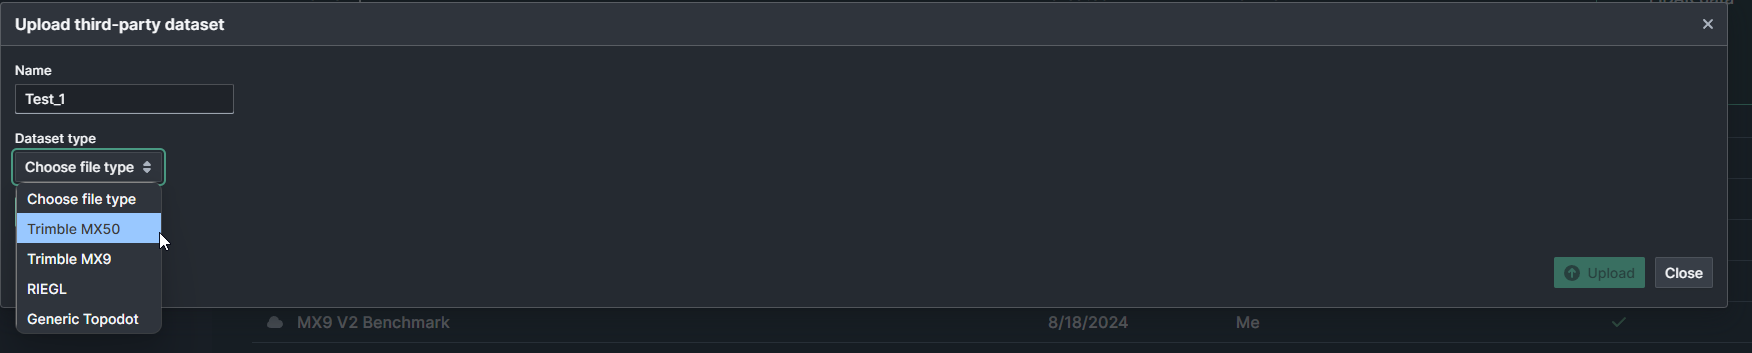 Upload third-party dataset
Name
Test_1
Dataset type
Choose file type
Choose file type
Trimble MX50
Trimble MX9
RIEGL
Generic Topodot
Upload
Close
MX9 V2 Benchmark 8/18/2024 Me